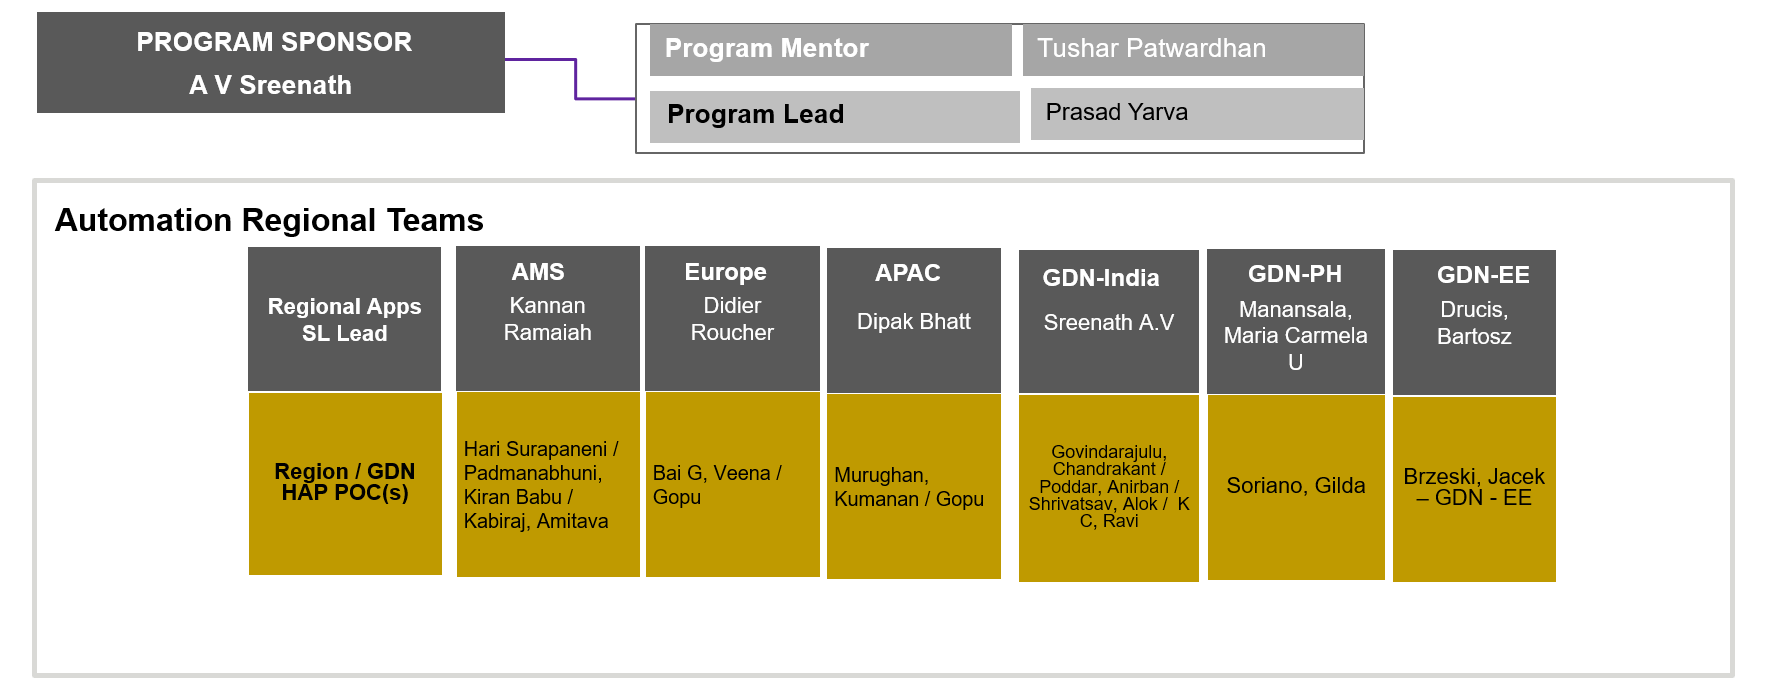 PROGRAM SPONSOR
A V Sreenath
Program Mentor
Tushar Patwardhan
Program Lead
Prasad Yarva
Automation Regional Teams
Regional Apps
SL Lead
AMS
Kannan
Ramaiah
Europe
Didier
Roucher
APAC
Dipak Bhatt
GDN-India
Sreenath A.V
GDN-PH
Manansala,
Maria Carmela
U
GDN-EE
Drucis,
Bartosz
Region / GDN
HAP POC(s)
Hari Surapaneni /
Padmanabhuni,
Kiran Babu /
Kabiraj, Amitava
Bai G, Veena /
Gopu
Murughan,
Kumanan / Gopu
Govindarajulu,
Chandrakant /
Poddar, Anirban /
Shrivatsav, Alok /  K
C, Ravi
Soriano, Gilda
Brzeski, Jacek
– GDN - EE